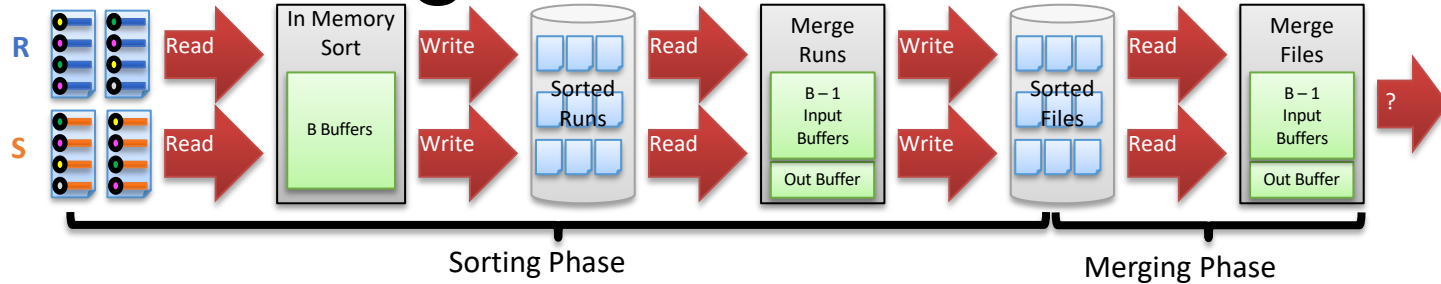 R
S
Read
Read
In Memory
Sort
B Buffers
Write
Write
Sorted
Runs
Read
Read
Merge
Runs
B – 1
Input
Buffers
Out Buffer
Write
Write
Sorted
Files
Read
Read
Merge
Files
B – 1
Input
Buffers
Out Buffer
?
Sorting Phase
Merging Phase